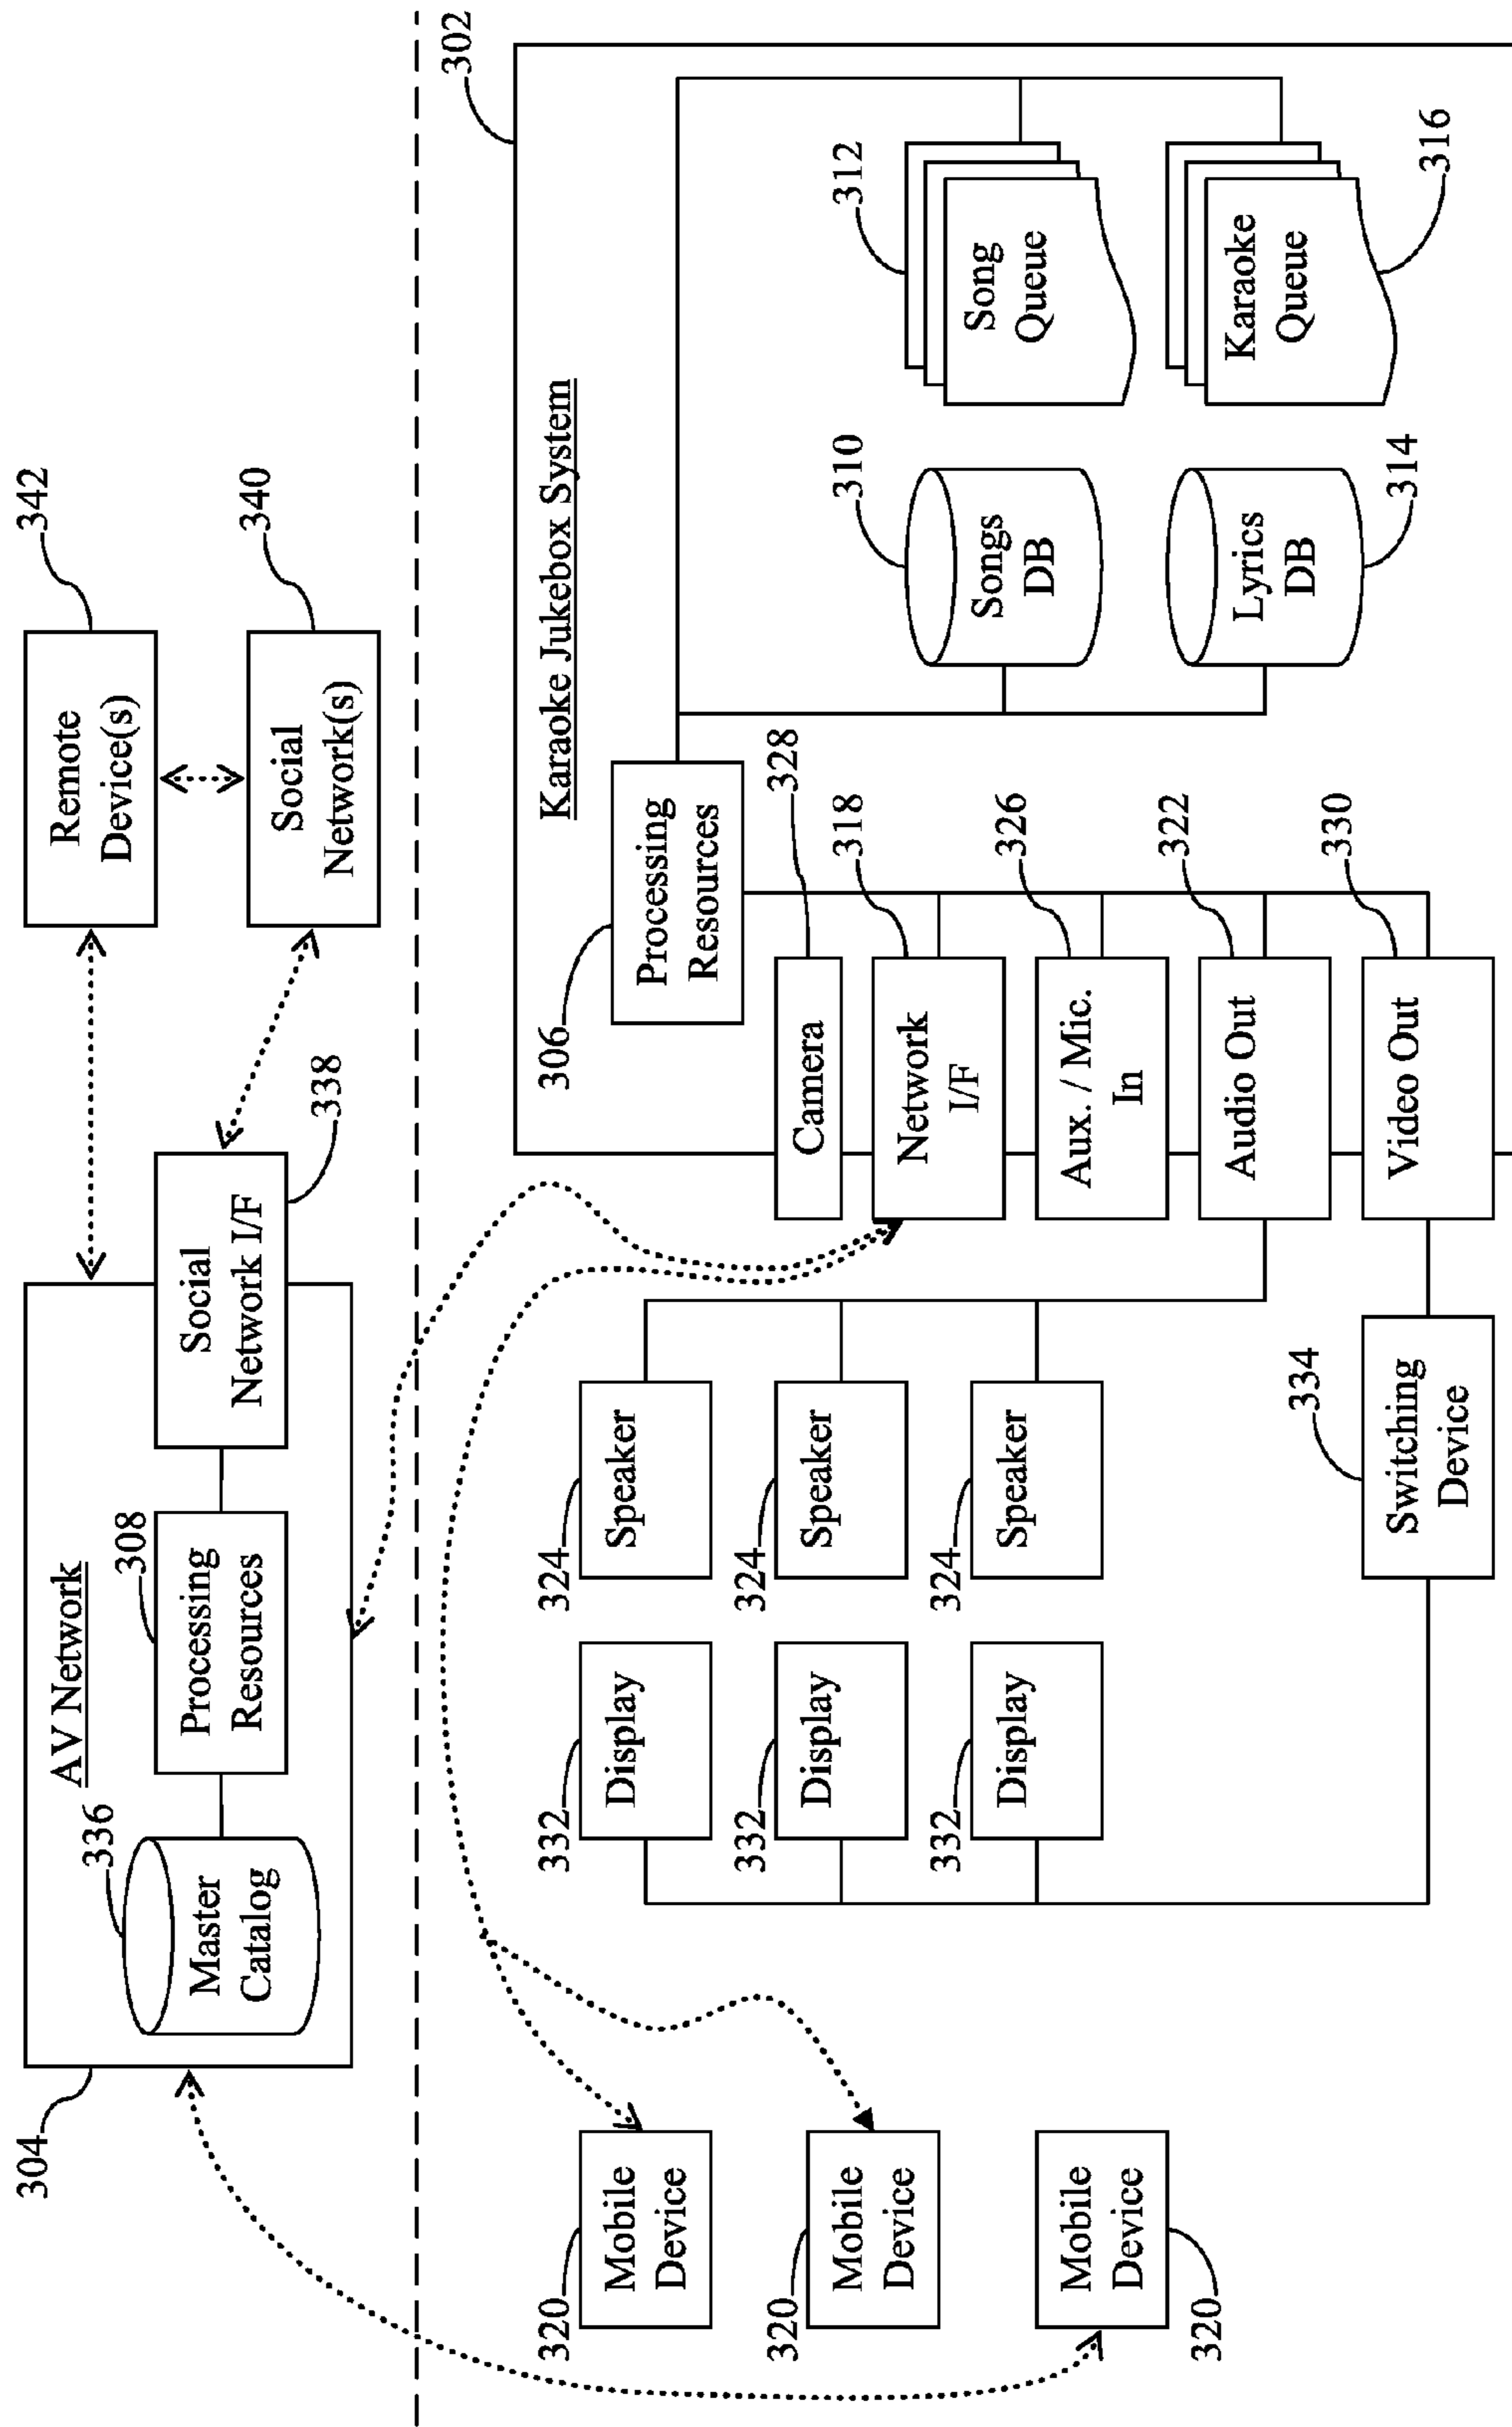 304
AV Network
336
Master
Catalog
308
Processing
Resources
Social
Network I/F
338
Remote
Device(s)
342
Social
Network(s)
340
302
Karaoke Jukebox System
306
Processing
Resources
Camera
328
Network
I/F
318
Aux. / Mic.
In
326
Audio Out
322
Video Out
330
Songs
DB
310
Song
Queue
312
Lyrics
DB
314
Karaoke
Queue
316
320
Mobile
Device
320
Mobile
Device
Mobile
Device
320
332
Display
332
Display
332
Display
324
Speaker
324
Speaker
324
Speaker
334
Switching
Device